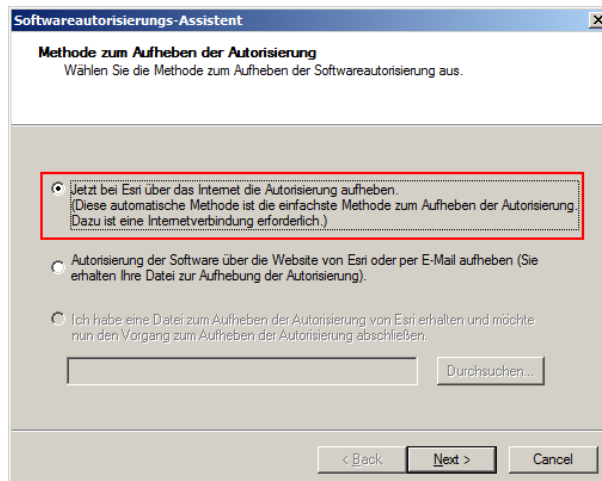 Softwareautorisierungs-Assistent
Methode zum Aufheben der Autorisierung
Wählen Sie die Methode zum Aufheben der Softwareautorisierung aus.
Jetzt bei Esri über das Internet die Autorisierung aufheben.
(Diese automatische Methode ist die einfachste Methode zum Aufheben der Autorisierung.
Dazu ist eine Internetverbindung erforderlich.)
Autorisierung der Software über die Website von Esri oder per E-Mail aufheben (Sie
erhalten Ihre Datei zur Aufhebung der Autorisierung).
Ich habe eine Datei zum Aufheben der Autorisierung von Esri erhalten und möchte
nun den Vorgang zum Aufheben der Autorisierung abschließen.
Durchsuchen...
< Back
Next >
Cancel